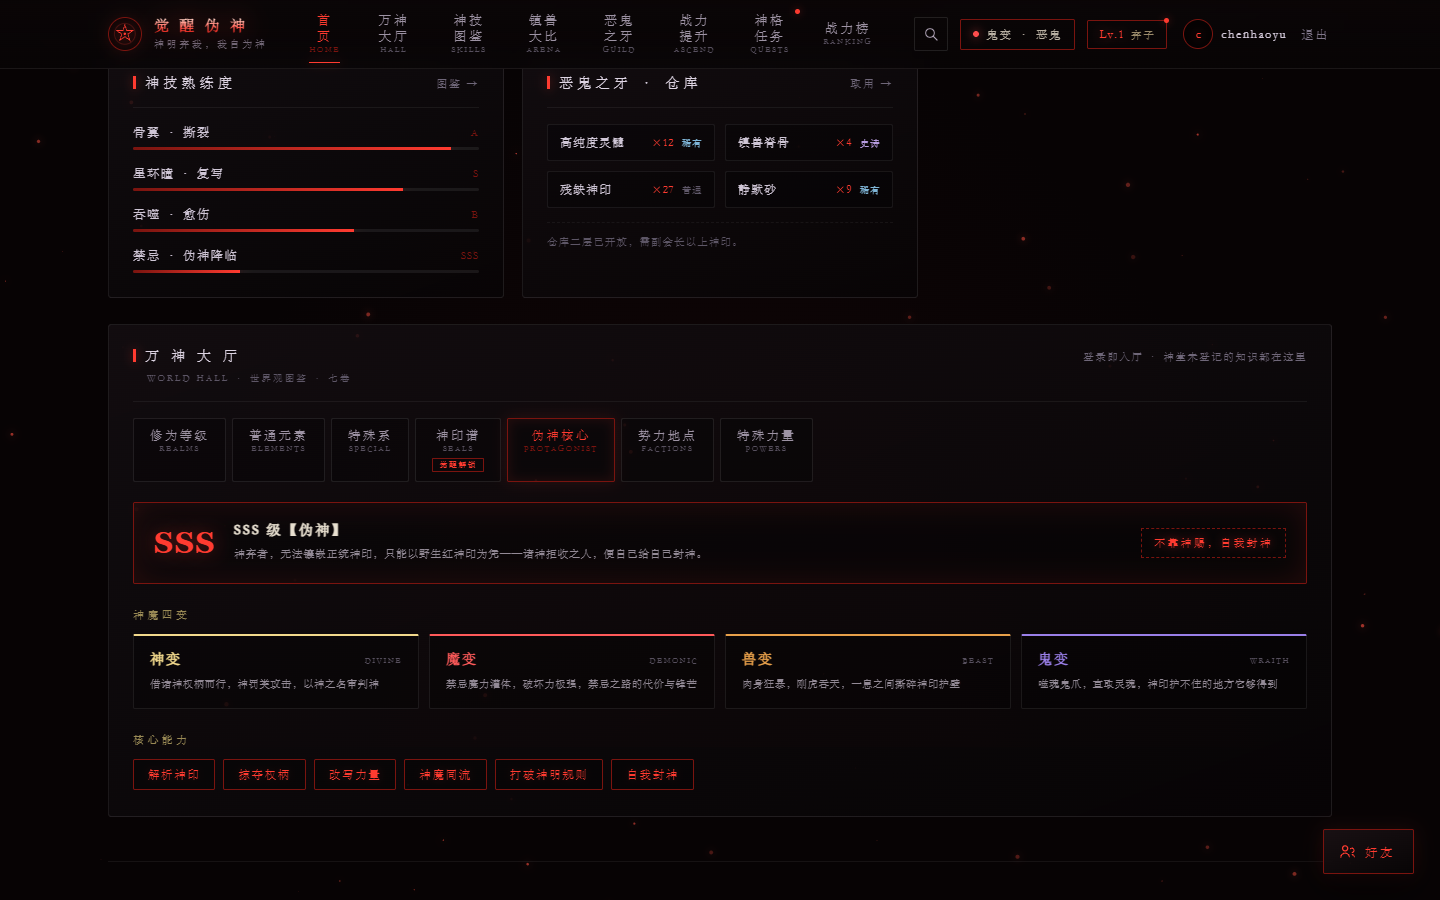 觉醒伪神
神明弃我，我自为神
首页
HOME
万神大厅
HALL
神技图鉴
SKILLS
镇兽大比
ARENA
恶鬼之牙
GUILD
战力提升
ASCEND
神格任务
QUESTS
战力榜
RANKING
鬼变 · 恶鬼
Lv.1 弃子
c
chenhaoyu
退出
神技熟练度
图鉴 →
骨翼 · 撕裂
A
星环瞳 · 复写
S
吞噬 · 愈伤
B
禁忌 · 伪神降临
SSS
恶鬼之牙 · 仓库
取用 →
高纯度灵髓 ×12 稀有
镇兽脊骨 ×4 史诗
残缺神印 ×27 普通
静默砂 ×9 稀有
仓库二层已开放，需副会长以上神印。
万神大厅
WORLD HALL · 世界观图鉴 · 七卷
登录即入厅 · 神堂未登记的知识都在这里
修为等级
REALMS
普通元素
ELEMENTS
特殊系
SPECIAL
神印谱
SEALS
觉醒解锁
伪神核心
PROTAGONIST
势力地点
FACTIONS
特殊力量
POWERS
SSS
SSS 级【伪神】
神弃者，无法镶嵌正统神印，只能以野生红神印为凭——诸神拒收之人，便自己给自己封神。
不靠神赐，自我封神
神魔四变
神变
DIVINE
借诸神权柄而行，神罚类攻击，以神之名审判神
魔变
DEMONIC
禁忌魔力灌体，破坏力极强，禁忌之路的代价与锋芒
兽变
BEAST
肉身狂暴，刚虎吞天，一息之间撕碎神印护壁
鬼变
WRAITH
噬魂鬼爪，直取灵魂，神印护不住的地方它够得到
核心能力
解析神印
掠夺权柄
改写力量
神魔同流
打破神明规则
自我封神
好友